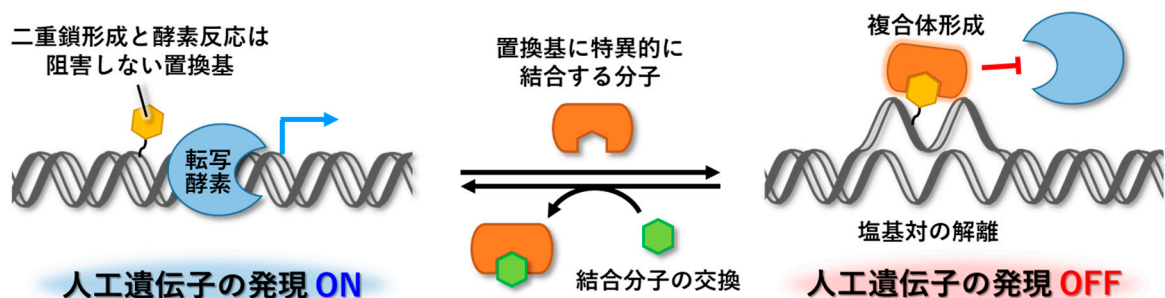 二重鎖形成と酵素反応は
阻害しない置換基
転写
酵素
人工遺伝子の発現 ON
置換基に特異的に
結合する分子
結合分子の交換
複合体形成
塩基対の解離
人工遺伝子の発現 OFF